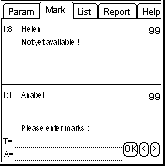 Param Mark List Report Help
1:8 Helen 99
Not yet available !
1:1 Anabel 99
Please enter marks :
T=
A= OK < >